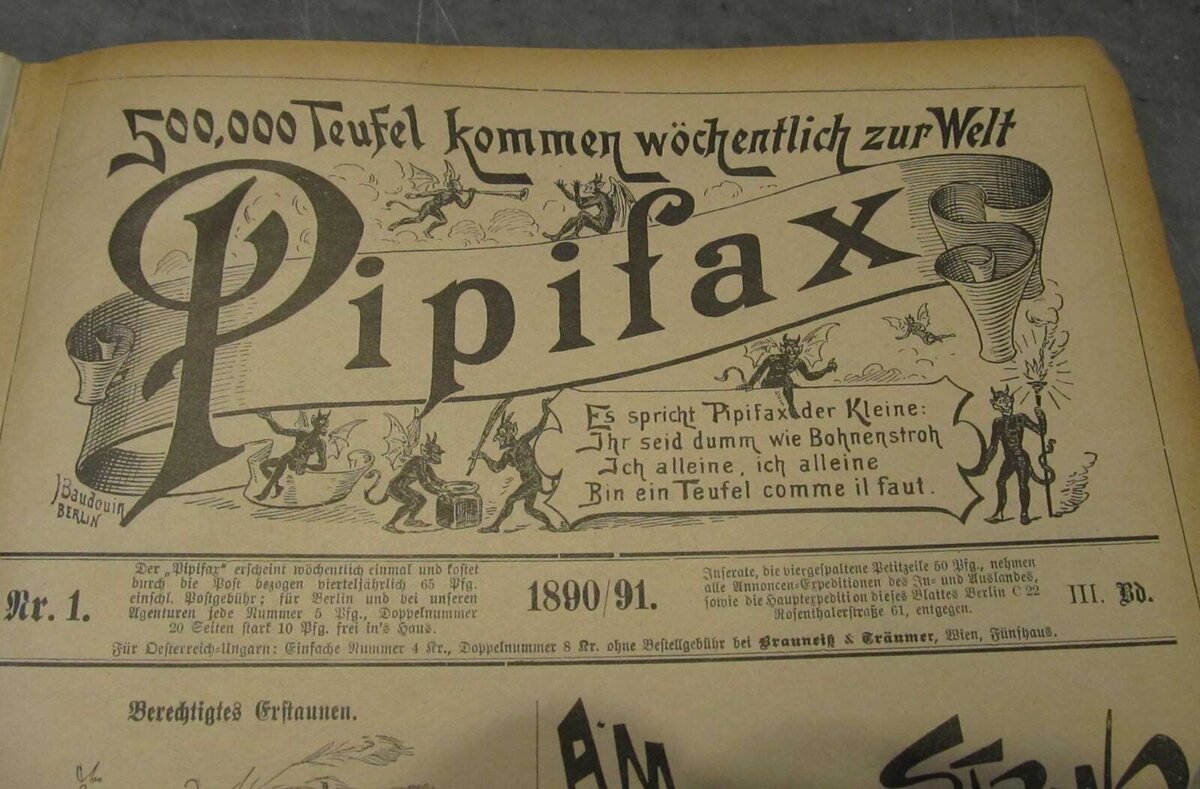 500,000 Teufel kommen wöchentlich zur Welt
Pipifax
Es spricht Pipifax der Kleine:
Ihr seid dumm wie Bohnenstroh
Ich alleine, ich alleine
Bin ein Teufel comme il faut.
J Baudouin
BERLIN
Nr. 1.
Der „Pipifax“ erscheint wöchentlich einmal und kostet
durch die Post bezogen vierteljährlich 65 Pfg.
einschl. Postgebühr; für Berlin und bei unseren
Agenturen jede Nummer 5 Pfg., Doppelnummer
20 Seiten stark 10 Pfg. frei in's Haus.
1890/91.
Inserate, die viergespaltene Petitzeile 50 Pfg., nehmen
alle Annoncen-Expeditionen des In- und Auslandes,
sowie die Hauptexpedition dieses Blattes Berlin C 22
Rosenthalerstraße 61, entgegen.
III. Bd.
Für Oesterreich-Ungarn: Einfache Nummer 4 Kr., Doppelnummer 8 Kr. ohne Bestellgebühr bei Brauneiß & Träumer, Wien, Fünfhaus.
Berechtigtes Erstaunen.
AM